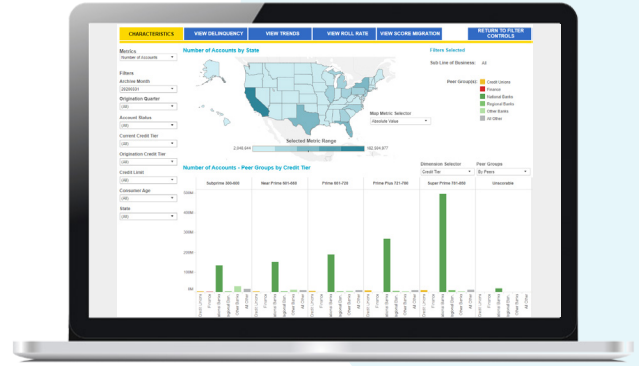 CHARACTERISTICS
VIEW DELINQUENCY
VIEW TRENDS
VIEW ROLL RATE
VIEW SCORE MIGRATION
RETURN TO FILTER
CONTROLS
Metrics
Number of Accounts
Filters
Archive Month
Origination Quarter
(All)
Account Status
(All)
Current Credit Tier
(All)
Origination Credit Tier
(All)
Credit Limit
(All)
Consumer Age
(All)
State
(All)
Number of Accounts by State
Map Metric Selector
Absolute Value
Selected Metric Range
Filters Selected
Sub Line of Business: All
Peer Groups:
Credit Unions
Finance
National Banks
Regional Banks
Other Banks
All Other
Number of Accounts - Peer Groups by Credit Tier
Dimension Selector
Credit Tier
Peer Groups
By Peers
Subprime 300-600
Near Prime 601-660
Prime 661-720
Prime Plus 721-780
Super Prime 781-850
Unscorable